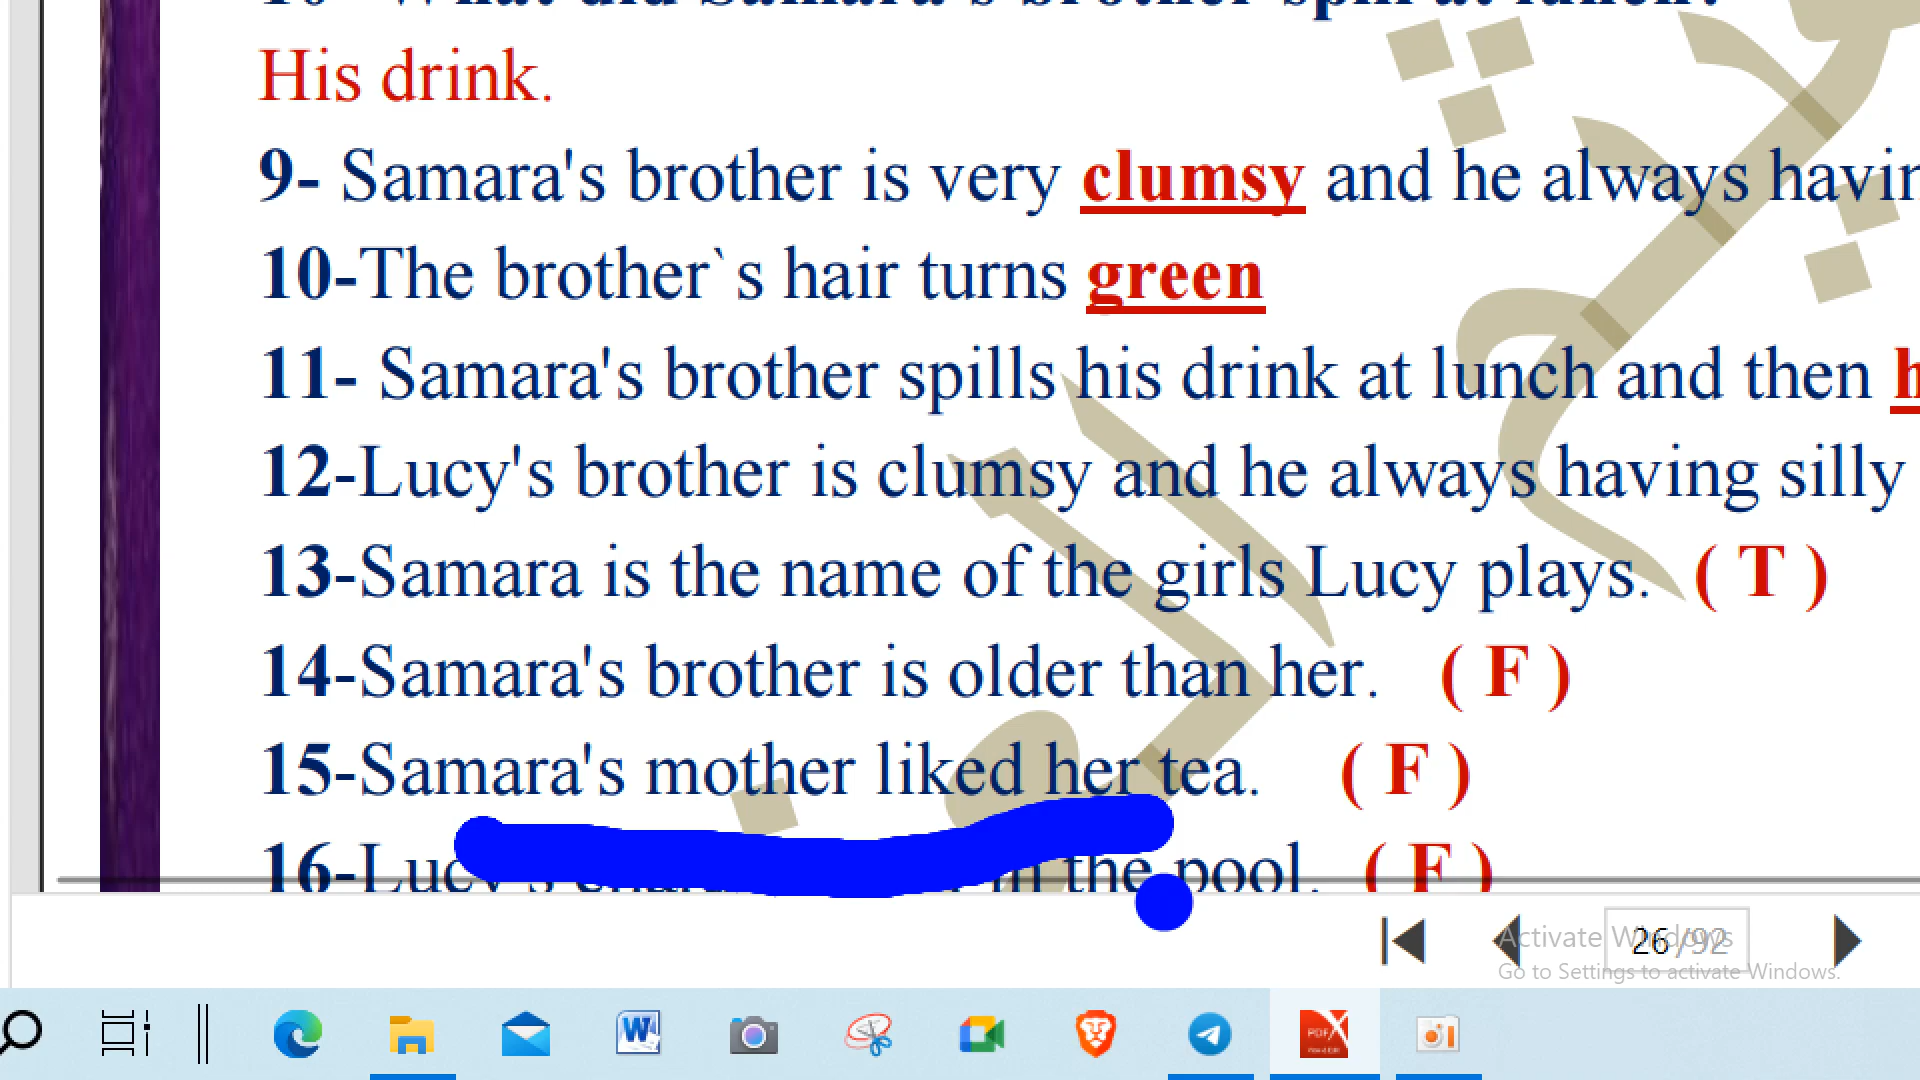 His drink.
9- Samara's brother is very clumsy and he always
10-The brother`s hair turns green
11- Samara's brother spills his drink at lunch and then
12-Lucy's brother is clumsy and he always having silly
13-Samara is the name of the girls Lucy plays. ( T )
14-Samara's brother is older than her. ( F )
15-Samara's mother liked her tea. ( F )
16-Lucy's in the pool. ( F )
26 /92
Activate Windows
Go to Settings to activate Windows.